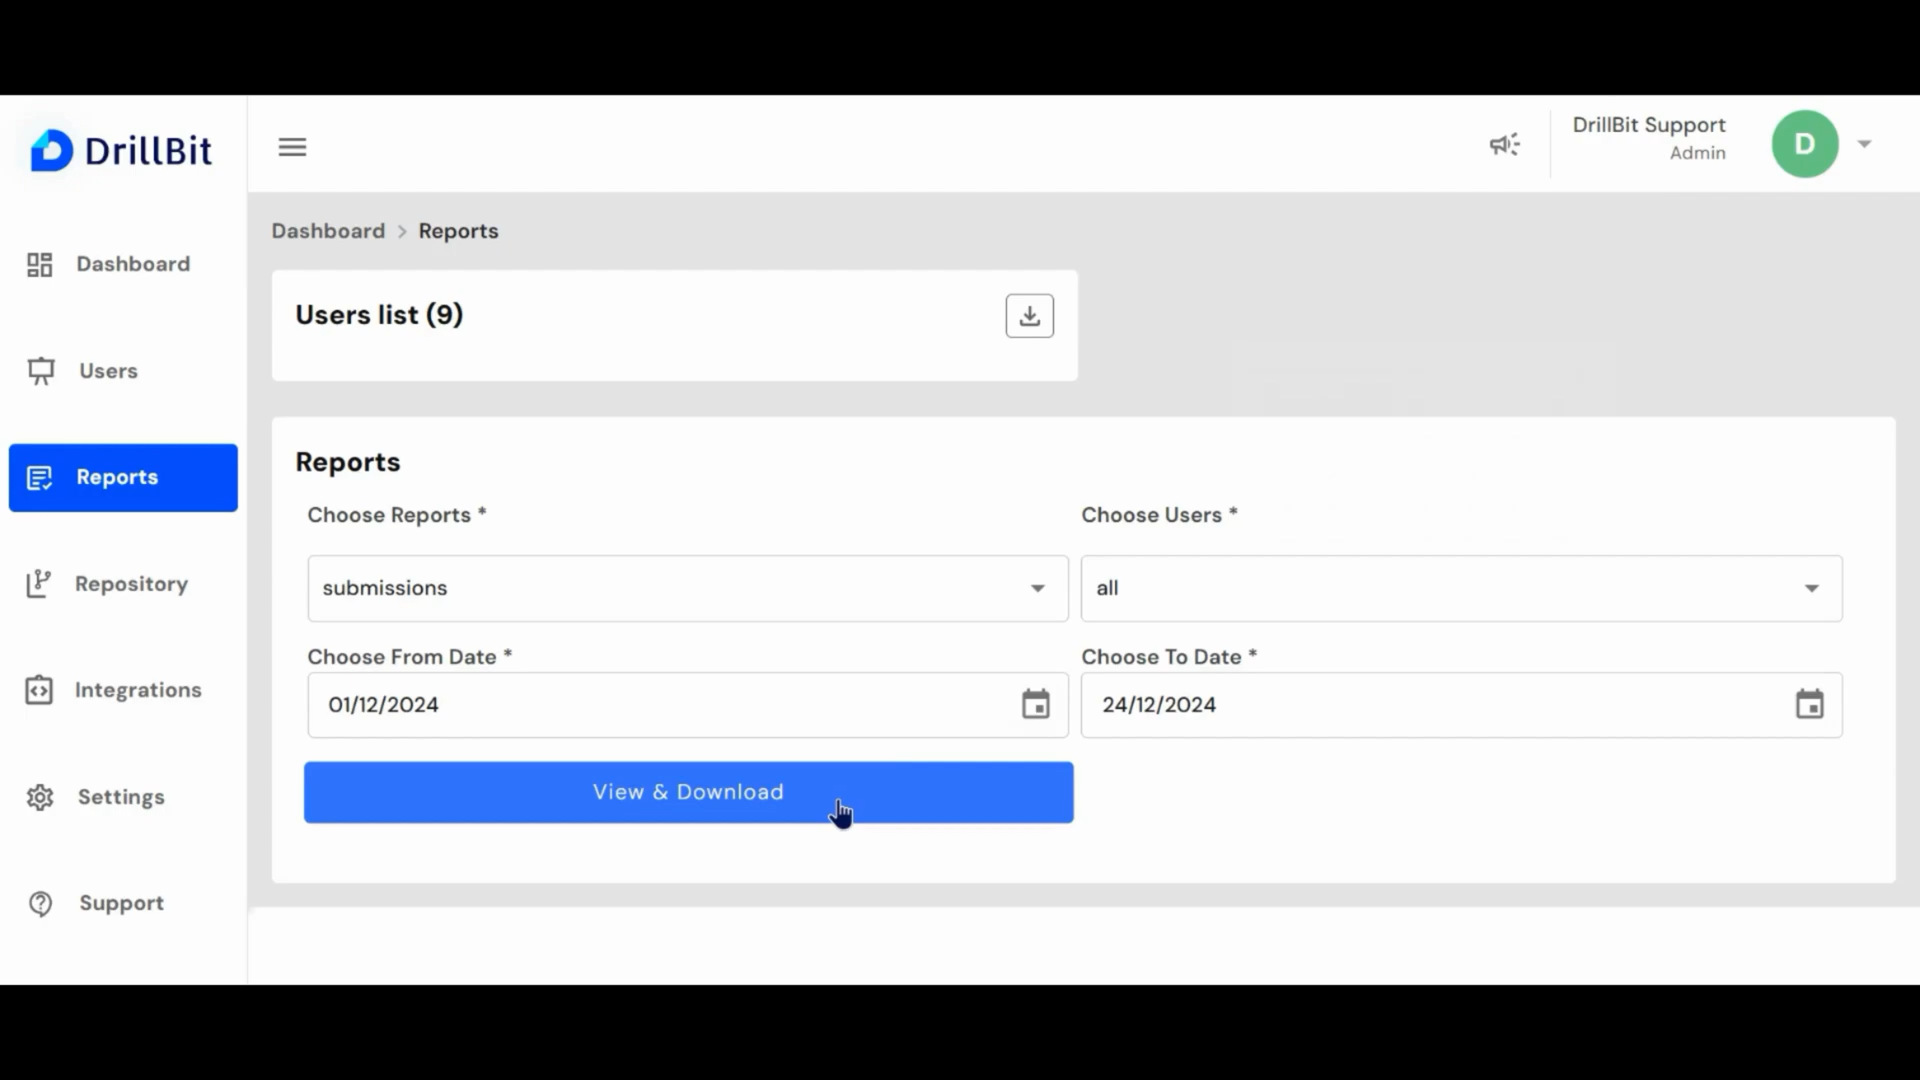 DrillBit
DrillBit Support
Admin
D
Dashboard
Users
Reports
Repository
Integrations
Settings
Support
Dashboard > Reports
Users list (9)
Reports
Choose Reports *
Choose Users *
submissions
all
Choose From Date *
Choose To Date *
01/12/2024
24/12/2024
View & Download